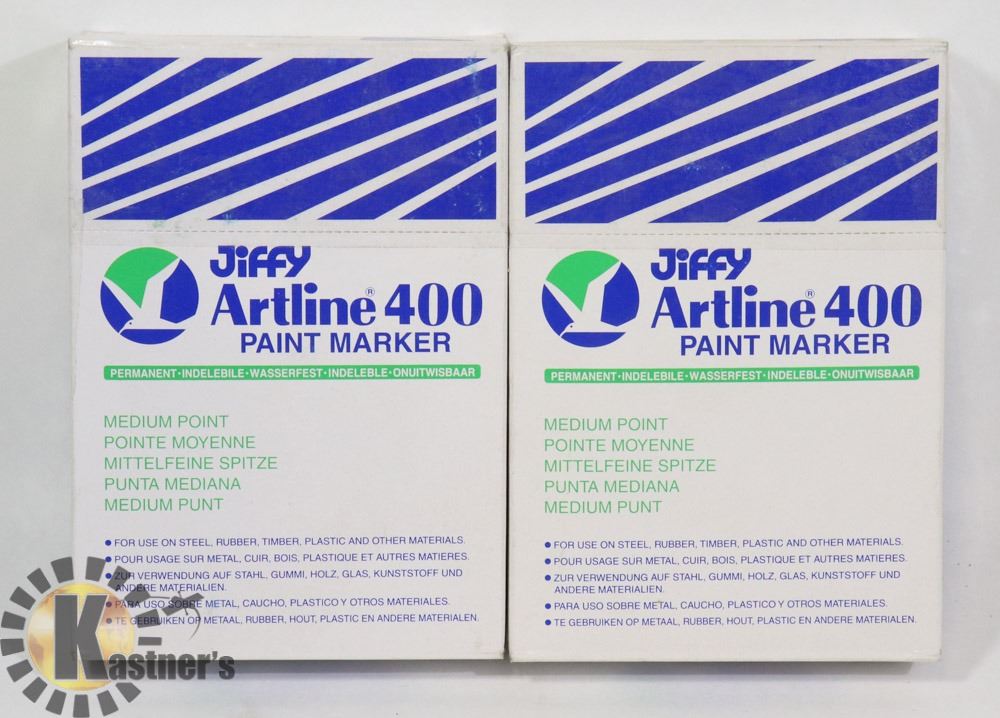 Jiffy
Artline® 400
PAINT MARKER
PERMANENT·INDELEBILE·WASSERFEST·INDELEBLE·ONUITWISBAAR
MEDIUM POINT
POINTE MOYENNE
MITTELFEINE SPITZE
PUNTA MEDIANA
MEDIUM PUNT
● FOR USE ON STEEL, RUBBER, TIMBER, PLASTIC AND OTHER MATERIALS.
● POUR USAGE SUR METAL, CUIR, BOIS, PLASTIQUE ET AUTRES MATIERES.
● ZUR VERWENDUNG AUF STAHL, GUMMI, HOLZ, GLAS, KUNSTSTOFF UND
ANDERE MATERIALIEN.
● PARA USO SOBRE METAL, CAUCHO, PLASTICO Y OTROS MATERIALES.
● TE GEBRUIKEN OP METAAL, RUBBER, HOUT, PLASTIC EN ANDERE MATERIALEN.
Jiffy
Artline® 400
PAINT MARKER
PERMANENT·INDELEBILE·WASSERFEST·INDELEBLE·ONUITWISBAAR
MEDIUM POINT
POINTE MOYENNE
MITTELFEINE SPITZE
PUNTA MEDIANA
MEDIUM PUNT
● FOR USE ON STEEL, RUBBER, TIMBER, PLASTIC AND OTHER MATERIALS.
● POUR USAGE SUR METAL, CUIR, BOIS, PLASTIQUE ET AUTRES MATIERES.
● ZUR VERWENDUNG AUF STAHL, GUMMI, HOLZ, GLAS, KUNSTSTOFF UND
ANDERE MATERIALIEN.
● PARA USO SOBRE METAL, CAUCHO, PLASTICO Y OTROS MATERIALES.
● TE GEBRUIKEN OP METAAL, RUBBER, HOUT, PLASTIC EN ANDERE MATERIALEN.
Kastner's